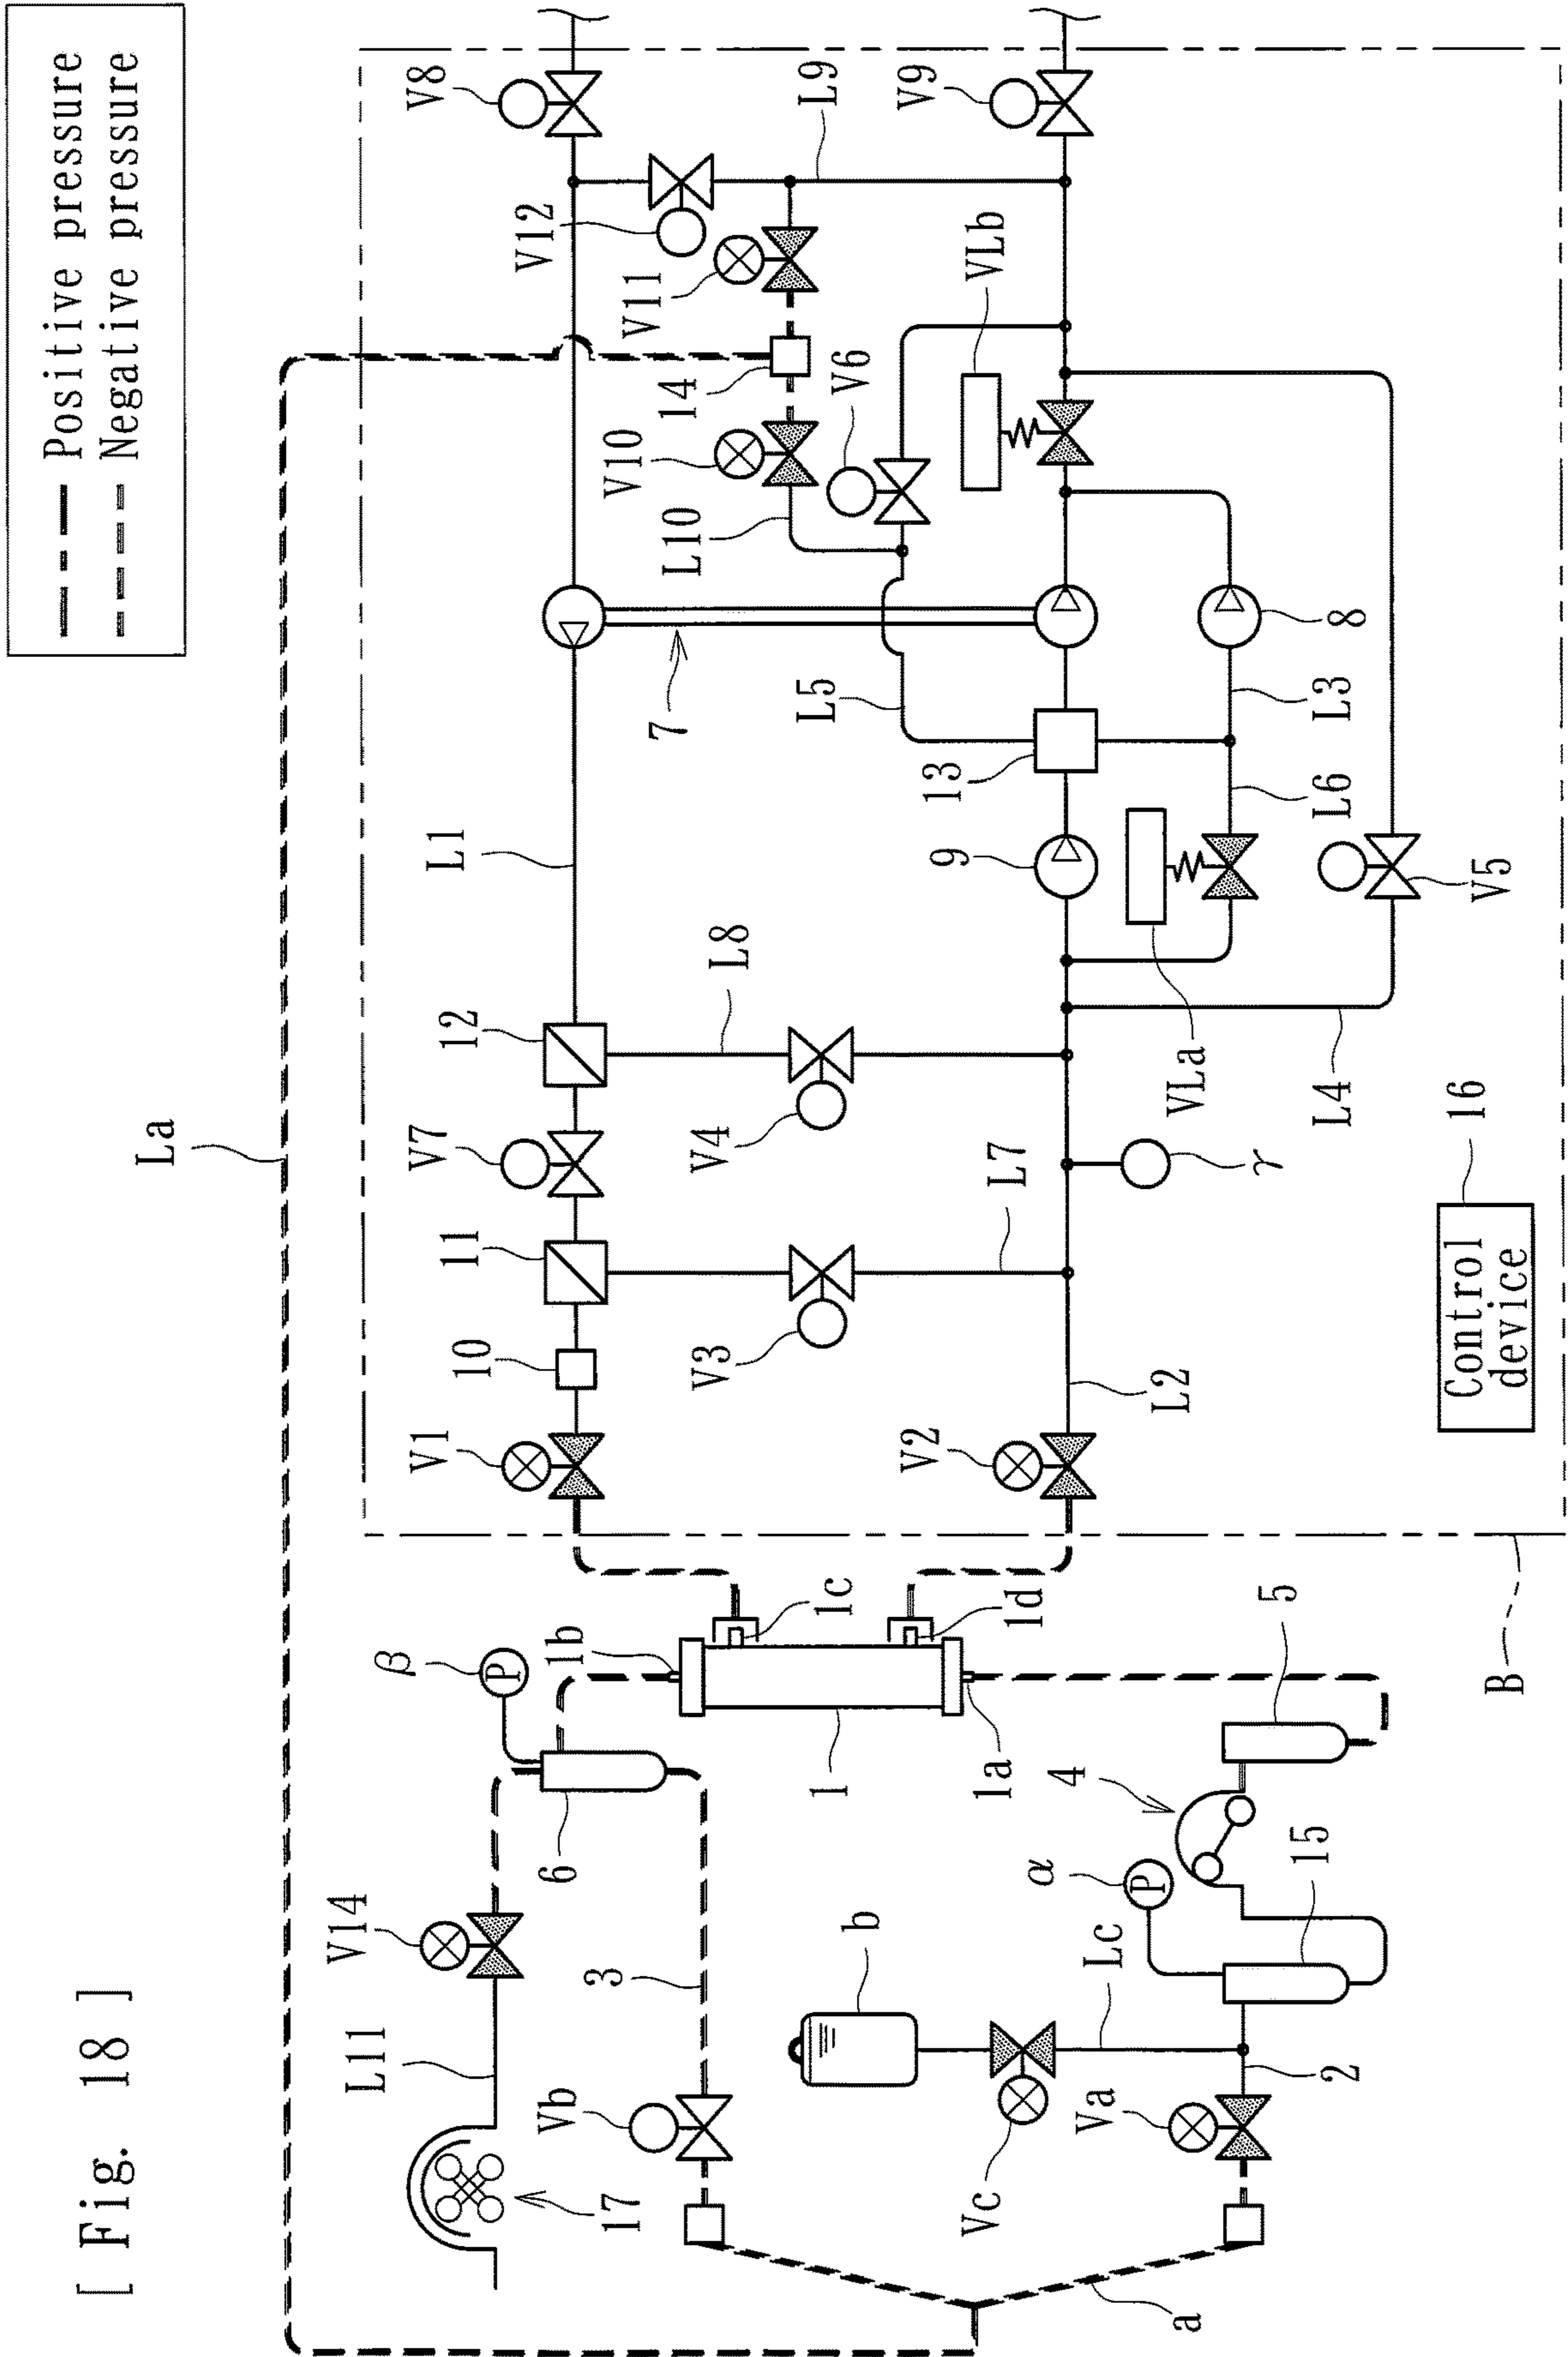 [ Fig. 18 ]
Positive pressure
Negative pressure
La
V8
V9
L9
V12
V11
VLb
14
V6
V10
L10
7
8
L5
L3
13
L6
L1
9
V5
12
L8
VLa
L4
V7
V4
L7
γ
16
Control
device
11
10
V3
L2
V1
V2
B
1c
1d
1b
β
5
1
1a
4
6
α
15
V14
b
3
Lc
L11
Vb
2
Va
Vc
17
a
P
P